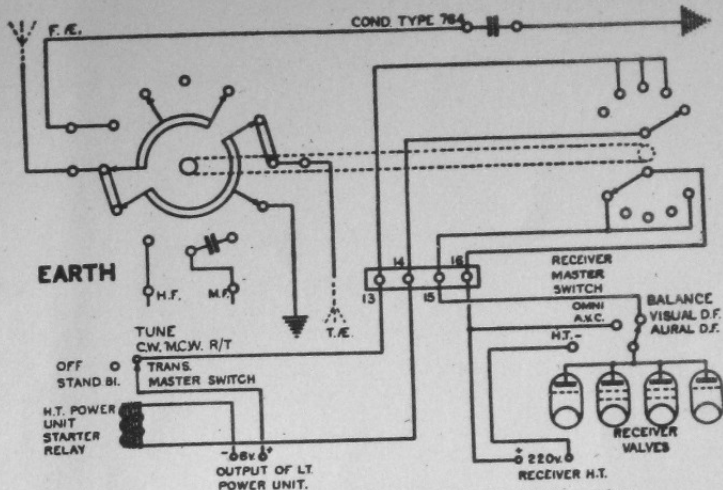 F. Æ.
COND. TYPE 764
EARTH
H.F.
M.F.
T.Æ.
13
14
15
16
RECEIVER
MASTER
SWITCH
OMNI
A.V.C.
H.T.-
BALANCE
VISUAL D.F.
AURAL D.F.
TUNE
C.W. M.C.W. R/T
OFF
STAND BI.
TRANS.
MASTER SWITCH
H.T. POWER
UNIT
STARTER
RELAY
- 6v. +
OUTPUT OF L.T.
POWER UNIT.
+ 220v.
RECEIVER H.T.
RECEIVER
VALVES